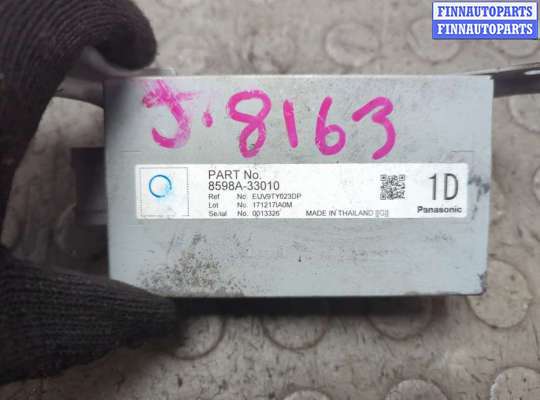 FINNAUTOPARTS
FINNAUTOPARTS
J·8163
PART No.
8598A-33010
Ref No. EUV9TY623DP
Lot No. 171217IA0M
Serial No. 0013326
MADE IN THAILAND
1D
Panasonic